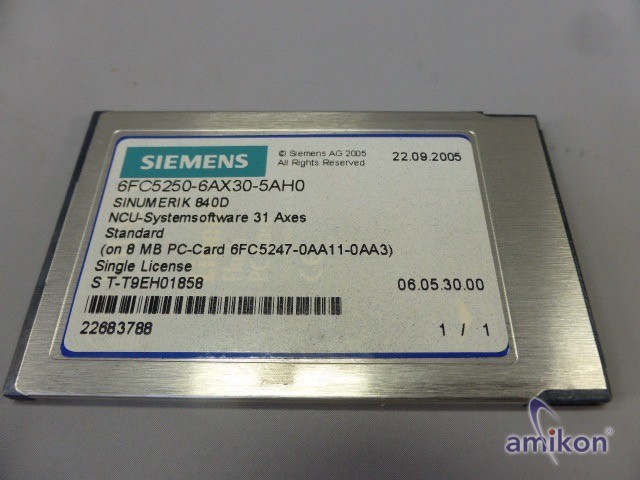 SIEMENS
© Siemens AG 2005
All Rights Reserved
22.09.2005
6FC5250-6AX30-5AH0
SINUMERIK 840D
NCU-Systemsoftware 31 Axes
Standard
(on 8 MB PC-Card 6FC5247-0AA11-0AA3)
Single License
S T-T9EH01858
06.05.30.00
22683788
1 / 1
amikon®